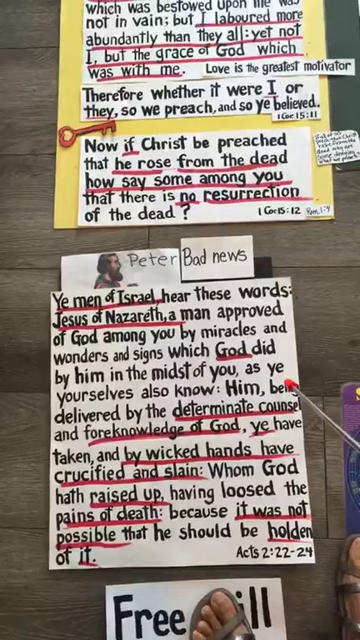 which was bestowed upon me was
not in vain; but I laboured more
abundantly than they all: yet not
I, but the grace of God which
was with me.
Love is the greatest motivator
Therefore whether it were I or
they, so we preach, and so ye believed.
1 Cor 15:11
Now if Christ be preached
that he rose from the dead
how say some among you
that there is no resurrection
of the dead?
1 Cor 15:12
Rom. 1:4
Peter
Bad news
Ye men of Israel, hear these words:
Jesus of Nazareth, a man approved
of God among you by miracles and
wonders and signs which God did
by him in the midst of you, as ye
yourselves also know: Him, being
delivered by the determinate counsel
and foreknowledge of God, ye have
taken, and by wicked hands have
crucified and slain: Whom God
hath raised up, having loosed the
pains of death: because it was not
possible that he should be holden
of it.
Acts 2:22-24
Free ill